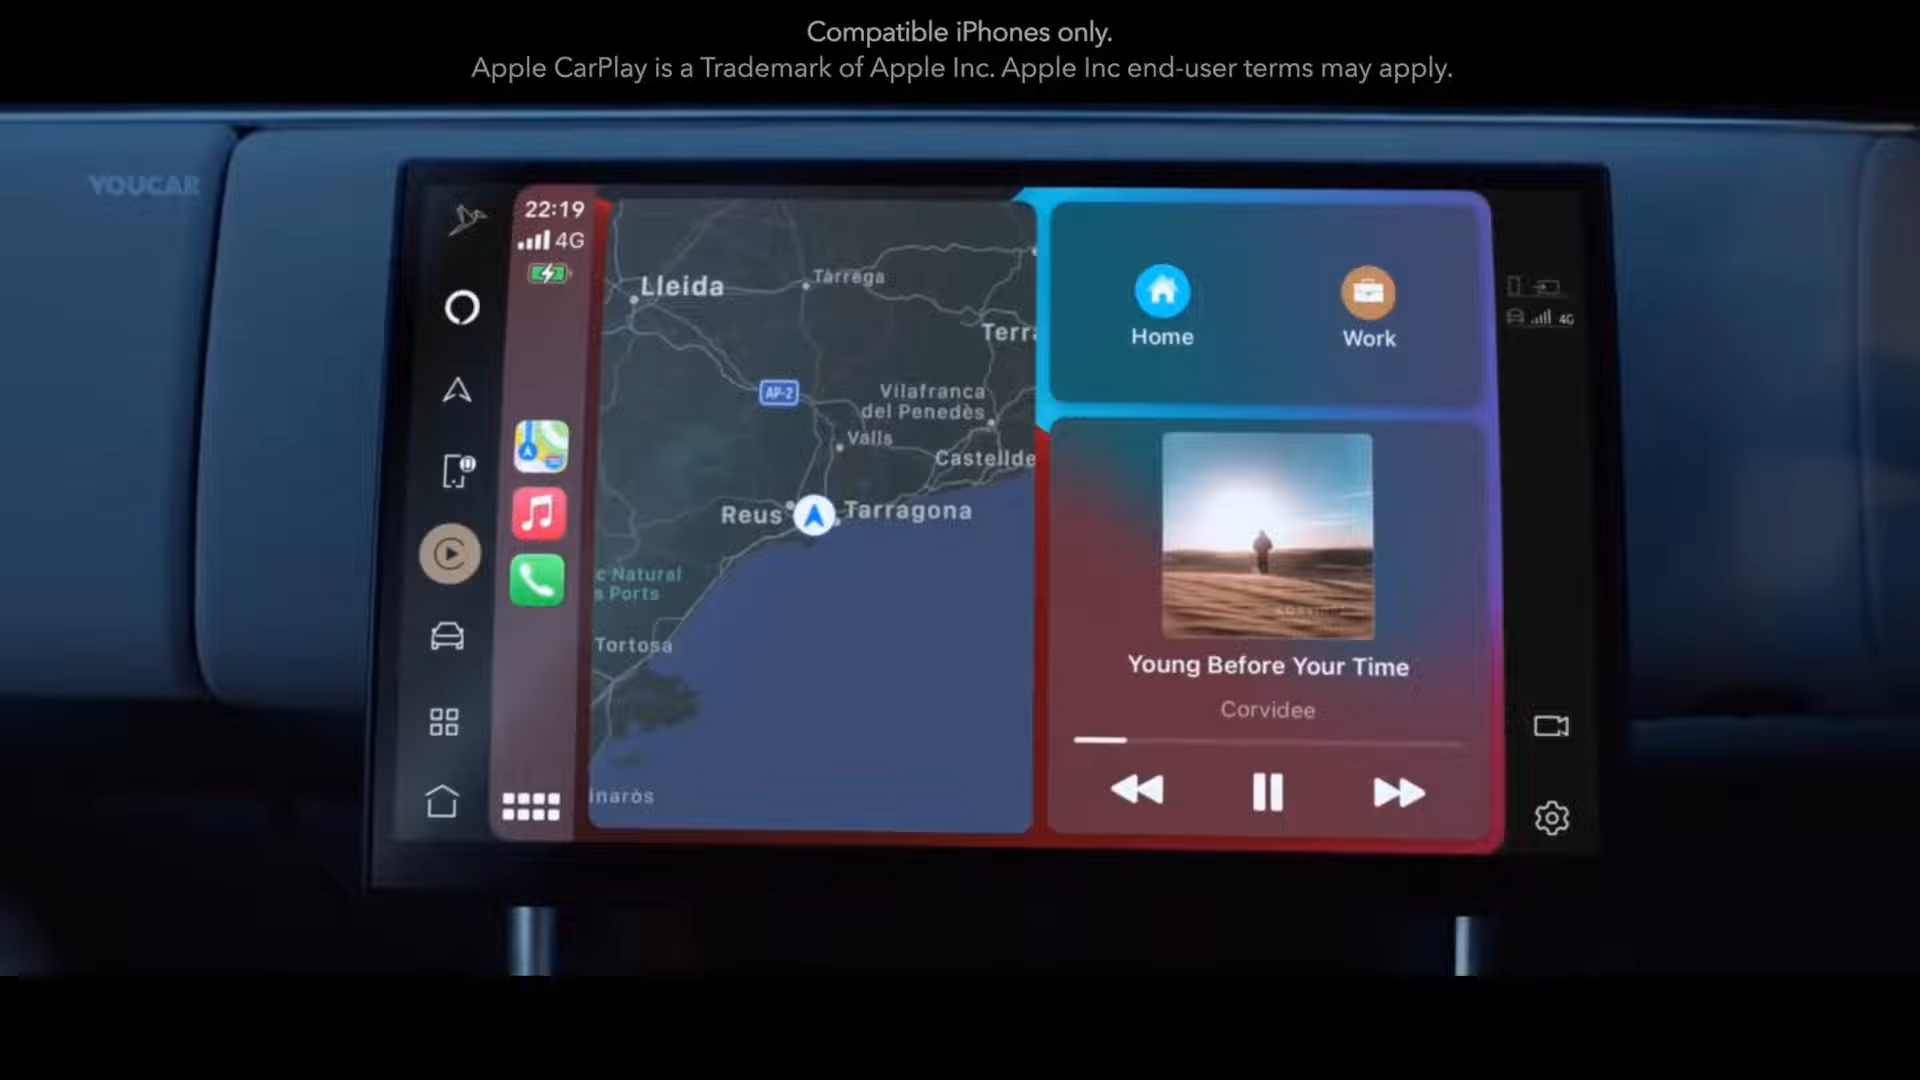 Compatible iPhones only.
Apple CarPlay is a Trademark of Apple Inc. Apple Inc end-user terms may apply.
YOUCAR
22:19
4G
Lleida
Tàrrega
Terra
AP-2
Vilafranca
del Penedès
Valls
Castellde
Reus
Tarragona
c Natural
s Ports
Tortosa
inaròs
Home
Work
Young Before Your Time
Corvidee
4G